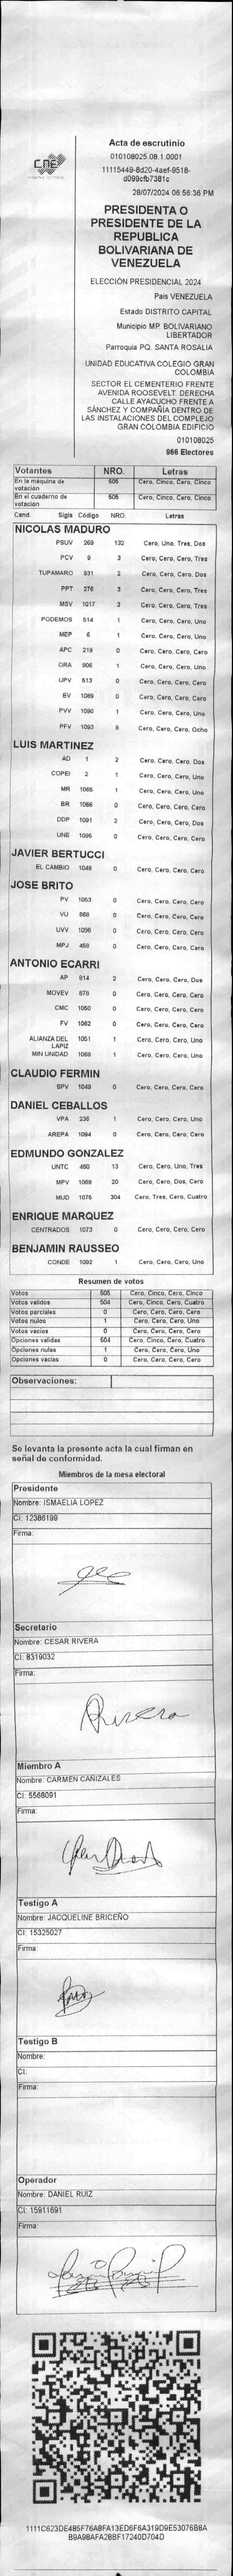 CNE
Acta de escrutinio
010108025.08.1.0001
11115449-8d20-4aef-9518-
d099cfb7381c
28/07/2024 06:56:36 PM
PRESIDENTA O
PRESIDENTE DE LA
REPUBLICA
BOLIVARIANA DE
VENEZUELA
ELECCIÓN PRESIDENCIAL 2024
País VENEZUELA
Estado DISTRITO CAPITAL
Municipio MP. BOLIVARIANO
LIBERTADOR
Parroquia PQ. SANTA ROSALIA
UNIDAD EDUCATIVA COLEGIO GRAN
COLOMBIA
SECTOR EL CEMENTERIO FRENTE
AVENIDA ROOSEVELT. DERECHA
CALLE AYACUCHO FRENTE A
SÁNCHEZ Y COMPAÑÍA DENTRO DE
LAS INSTALACIONES DEL COMPLEJO
GRAN COLOMBIA EDIFICIO
010108025
966 Electores
Votantes NRO. Letras
En la máquina de votación 505 Cero, Cinco, Cero, Cinco
En el cuaderno de votación 505 Cero, Cinco, Cero, Cinco
Cand. Sigla Código NRO. Letras
NICOLAS MADURO
PSUV 269 132 Cero, Uno, Tres, Dos
PCV 9 3 Cero, Cero, Cero, Tres
TUPAMARO 931 2 Cero, Cero, Cero, Dos
PPT 276 3 Cero, Cero, Cero, Tres
MSV 1017 3 Cero, Cero, Cero, Tres
PODEMOS 514 1 Cero, Cero, Cero, Uno
MEP 6 1 Cero, Cero, Cero, Uno
APC 219 0 Cero, Cero, Cero, Cero
ORA 906 1 Cero, Cero, Cero, Uno
UPV 513 0 Cero, Cero, Cero, Cero
EV 1089 0 Cero, Cero, Cero, Cero
PVV 1090 1 Cero, Cero, Cero, Uno
PFV 1093 8 Cero, Cero, Cero, Ocho
LUIS MARTINEZ
AD 1 2 Cero, Cero, Cero, Dos
COPEI 2 1 Cero, Cero, Cero, Uno
MR 1065 1 Cero, Cero, Cero, Uno
BR 1066 0 Cero, Cero, Cero, Cero
DDP 1091 2 Cero, Cero, Cero, Dos
UNE 1095 0 Cero, Cero, Cero, Cero
JAVIER BERTUCCI
EL CAMBIO 1048 0 Cero, Cero, Cero, Cero
JOSE BRITO
PV 1053 0 Cero, Cero, Cero, Cero
VU 868 0 Cero, Cero, Cero, Cero
UVV 1096 0 Cero, Cero, Cero, Cero
MPJ 458 0 Cero, Cero, Cero, Cero
ANTONIO ECARRI
AP 814 2 Cero, Cero, Cero, Dos
MOVEV 878 0 Cero, Cero, Cero, Cero
CMC 1050 0 Cero, Cero, Cero, Cero
FV 1062 0 Cero, Cero, Cero, Cero
ALIANZA DEL LAPIZ 1051 1 Cero, Cero, Cero, Uno
MIN UNIDAD 1068 1 Cero, Cero, Cero, Uno
CLAUDIO FERMIN
SPV 1049 0 Cero, Cero, Cero, Cero
DANIEL CEBALLOS
VPA 236 1 Cero, Cero, Cero, Uno
AREPA 1094 0 Cero, Cero, Cero, Cero
EDMUNDO GONZALEZ
UNTC 460 13 Cero, Cero, Uno, Tres
MPV 1069 20 Cero, Cero, Dos, Cero
MUD 1075 304 Cero, Tres, Cero, Cuatro
ENRIQUE MARQUEZ
CENTRADOS 1073 0 Cero, Cero, Cero, Cero
BENJAMIN RAUSSEO
CONDE 1092 1 Cero, Cero, Cero, Uno
Resumen de votos
Votos 505 Cero, Cinco, Cero, Cinco
Votos validos 504 Cero, Cinco, Cero, Cuatro
Votos parciales 0 Cero, Cero, Cero, Cero
Votos nulos 1 Cero, Cero, Cero, Uno
Votos vacios 0 Cero, Cero, Cero, Cero
Opciones validas 504 Cero, Cinco, Cero, Cuatro
Opciones nulas 1 Cero, Cero, Cero, Uno
Opciones vacias 0 Cero, Cero, Cero, Cero
Observaciones:
Se levanta la presente acta la cual firman en
señal de conformidad.
Miembros de la mesa electoral
Presidente
Nombre: ISMAELIA LOPEZ
CI: 12386199
Firma:
Secretario
Nombre: CESAR RIVERA
CI: 8319032
Firma:
Rivera
Miembro A
Nombre: CARMEN CAÑIZALES
CI: 5568091
Firma:
Testigo A
Nombre: JACQUELINE BRICEÑO
CI: 15325027
Firma:
Testigo B
Nombre:
CI:
Firma:
Operador
Nombre: DANIEL RUIZ
CI: 15911691
Firma:
1111C623DE485F76A8FA13ED6F6A319D9E53076B8A
B9A98AFA28BF17240D704D